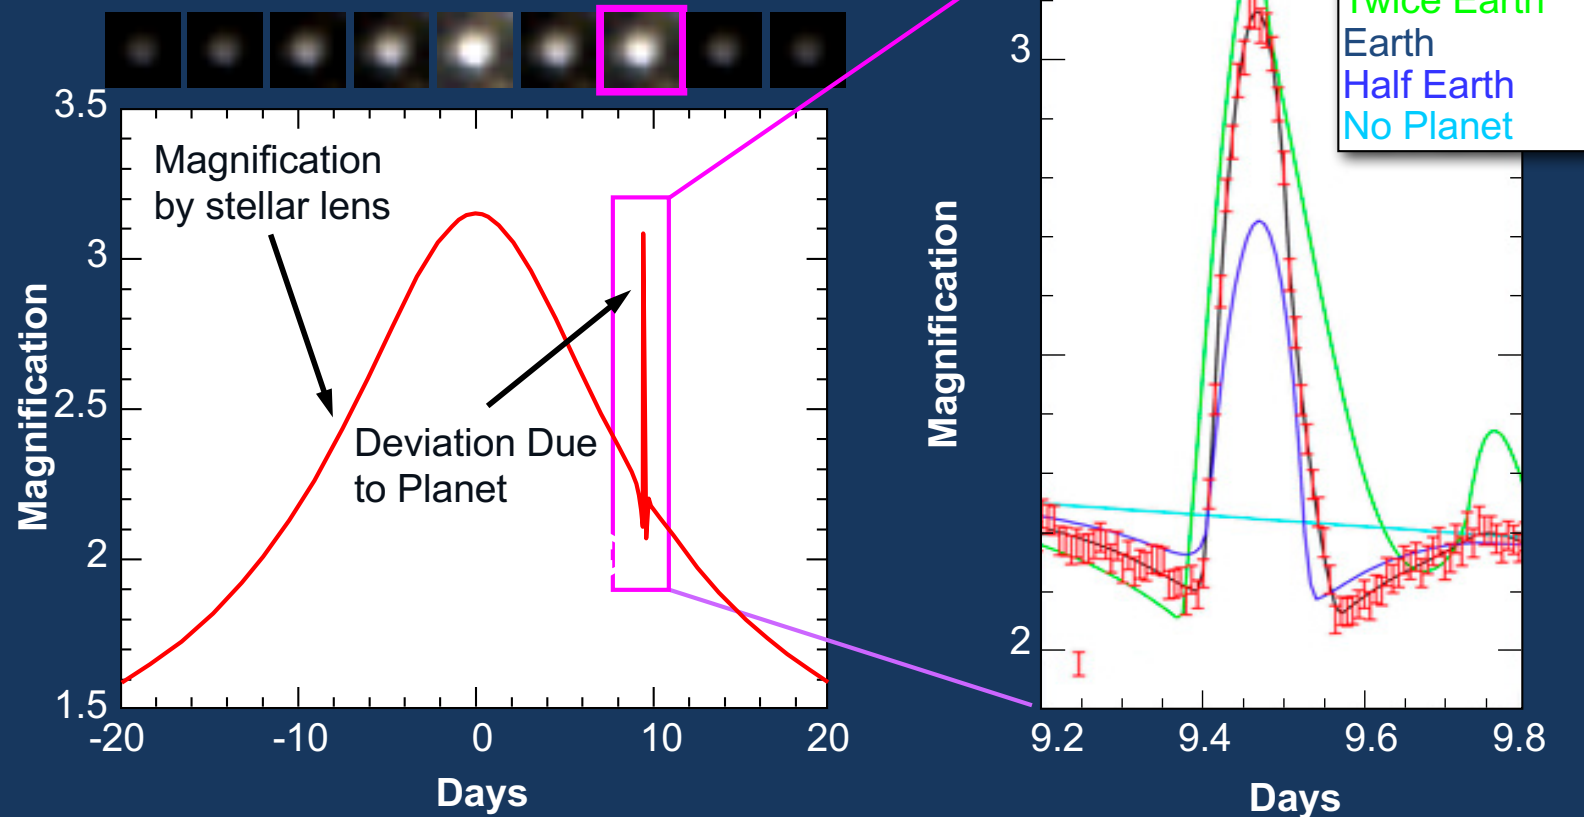 3.5
3
2.5
2
1.5
-20
-10
0
10
20
Magnification
Days
Magnification
by stellar lens
Deviation Due
to Planet
Twice Earth
Earth
Half Earth
No Planet
3
2
9.2
9.4
9.6
9.8
Magnification
Days